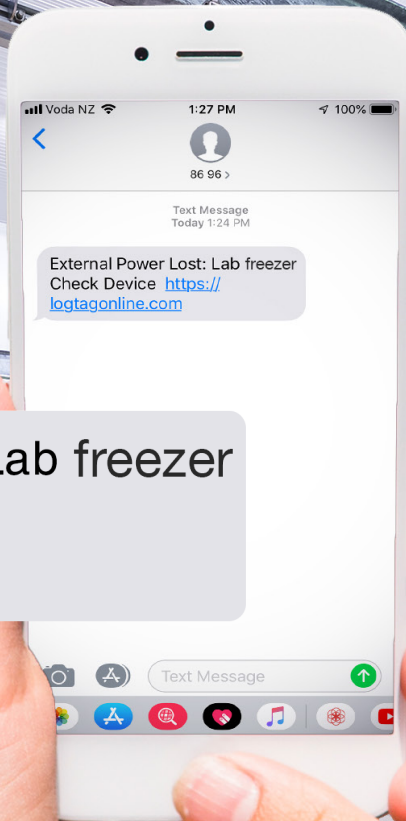 Voda NZ 1:27 PM 100%
86 96 >
Text Message
Today 1:24 PM
External Power Lost: Lab freezer
Check Device https://
logtagonline.com
Lab freezer
Text Message